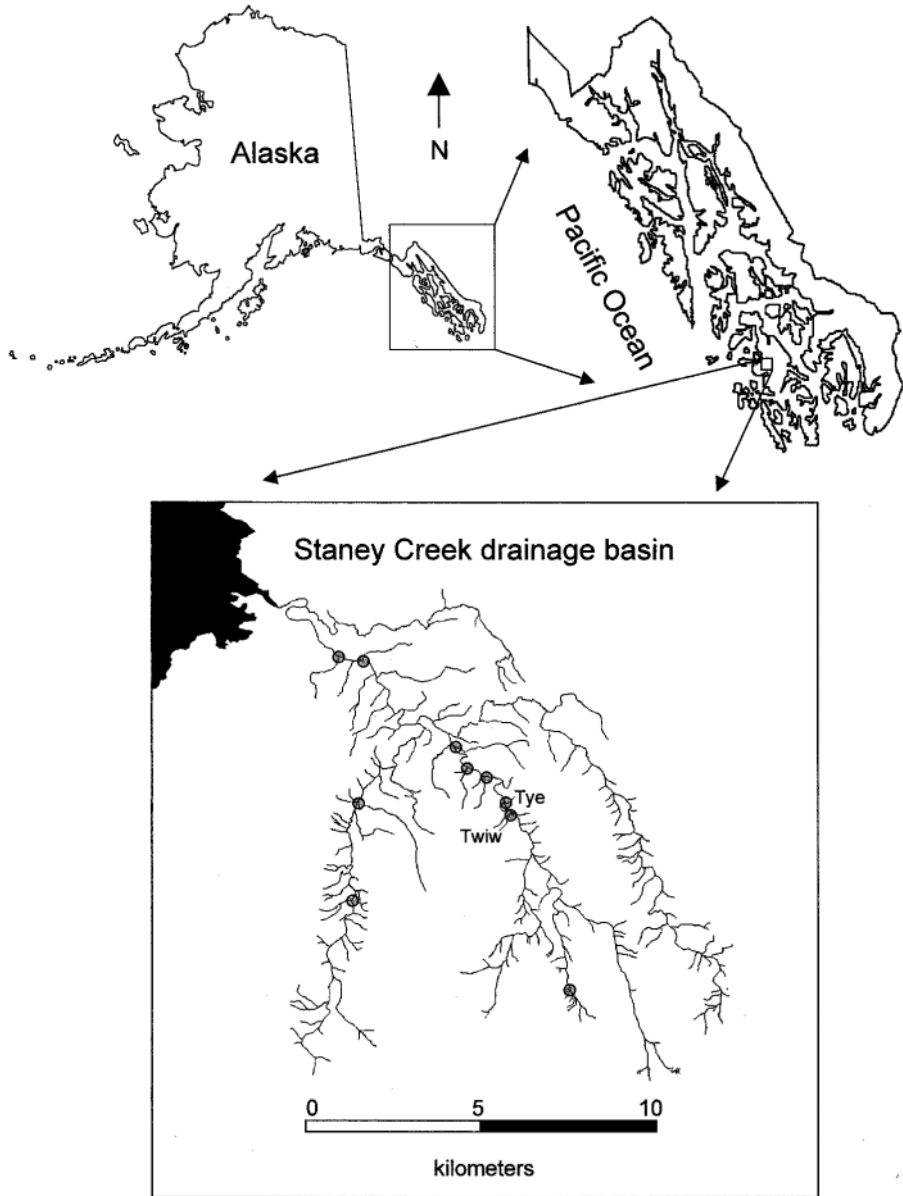 Alaska
N
Pacific Ocean
Staney Creek drainage basin
Tye
Twiw
0 5 10
kilometers